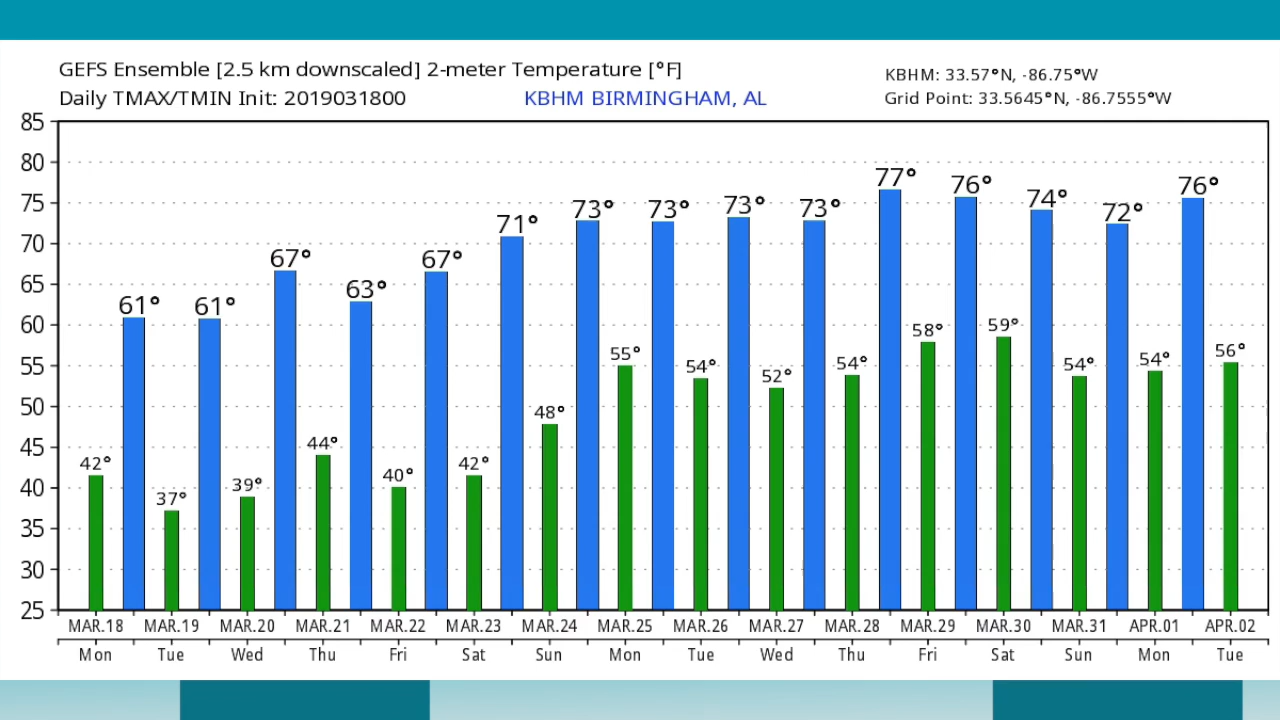 GEFS Ensemble [2.5 km downscaled] 2-meter Temperature [°F]
KBHM: 33.57°N, -86.75°W
Daily TMAX/TMIN Init: 2019031800 KBHM BIRMINGHAM, AL
Grid Point: 33.5645°N, -86.7555°W
85
80
75
70
65
60
55
50
45
40
35
30
25
42° 61° 37° 61° 39° 67° 44° 63° 40° 67° 42° 71° 48° 73° 55° 73° 54° 73° 52° 73° 54° 77° 58° 76° 59° 74° 54° 72° 54° 76° 56°
MAR.18 MAR.19 MAR.20 MAR.21 MAR.22 MAR.23 MAR.24 MAR.25 MAR.26 MAR.27 MAR.28 MAR.29 MAR.30 MAR.31 APR.01 APR.02
Mon Tue Wed Thu Fri Sat Sun Mon Tue Wed Thu Fri Sat Sun Mon Tue